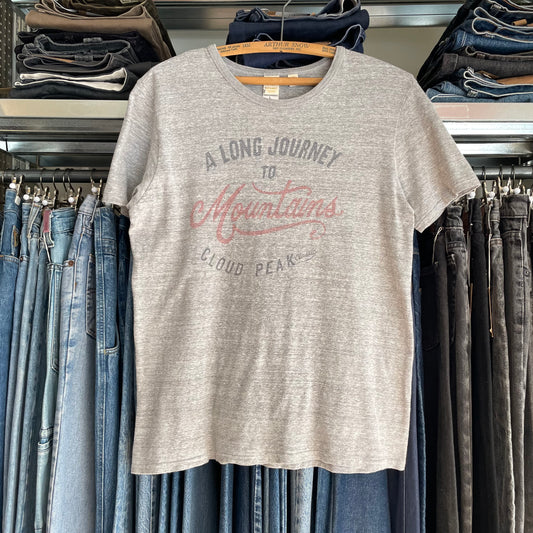 ARTHUR SNOW
A LONG JOURNEY
TO
Mountains
CLOUD PEAK